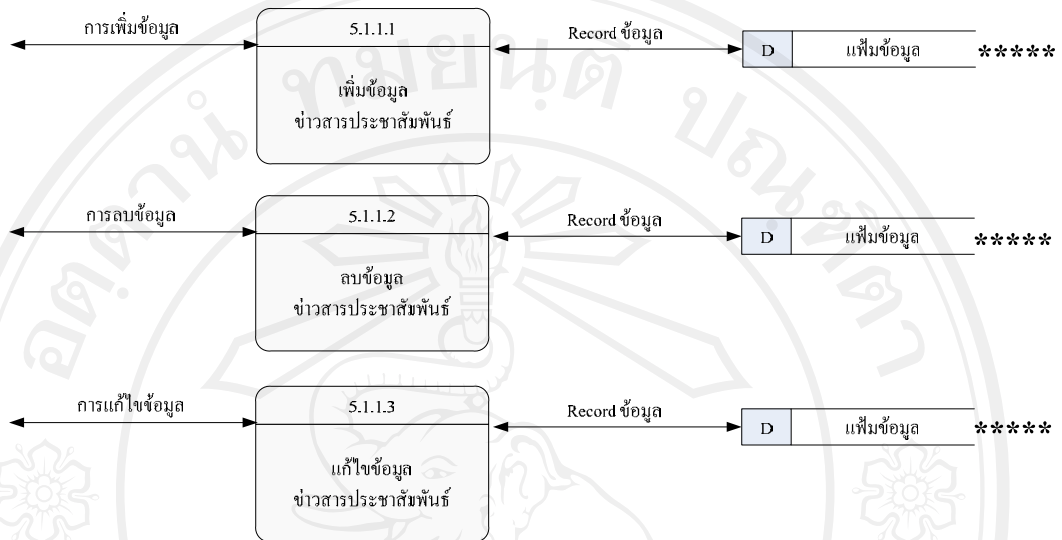 การเพิ่มข้อมูล
5.1.1.1
Record ข้อมูล
D
แฟ้มข้อมูล
*****
เพิ่มข้อมูล
ข่าวสารประชาสัมพันธ์
การลบข้อมูล
5.1.1.2
Record ข้อมูล
D
แฟ้มข้อมูล
*****
ลบข้อมูล
ข่าวสารประชาสัมพันธ์
การแก้ไขข้อมูล
5.1.1.3
Record ข้อมูล
D
แฟ้มข้อมูล
*****
แก้ไขข้อมูล
ข่าวสารประชาสัมพันธ์